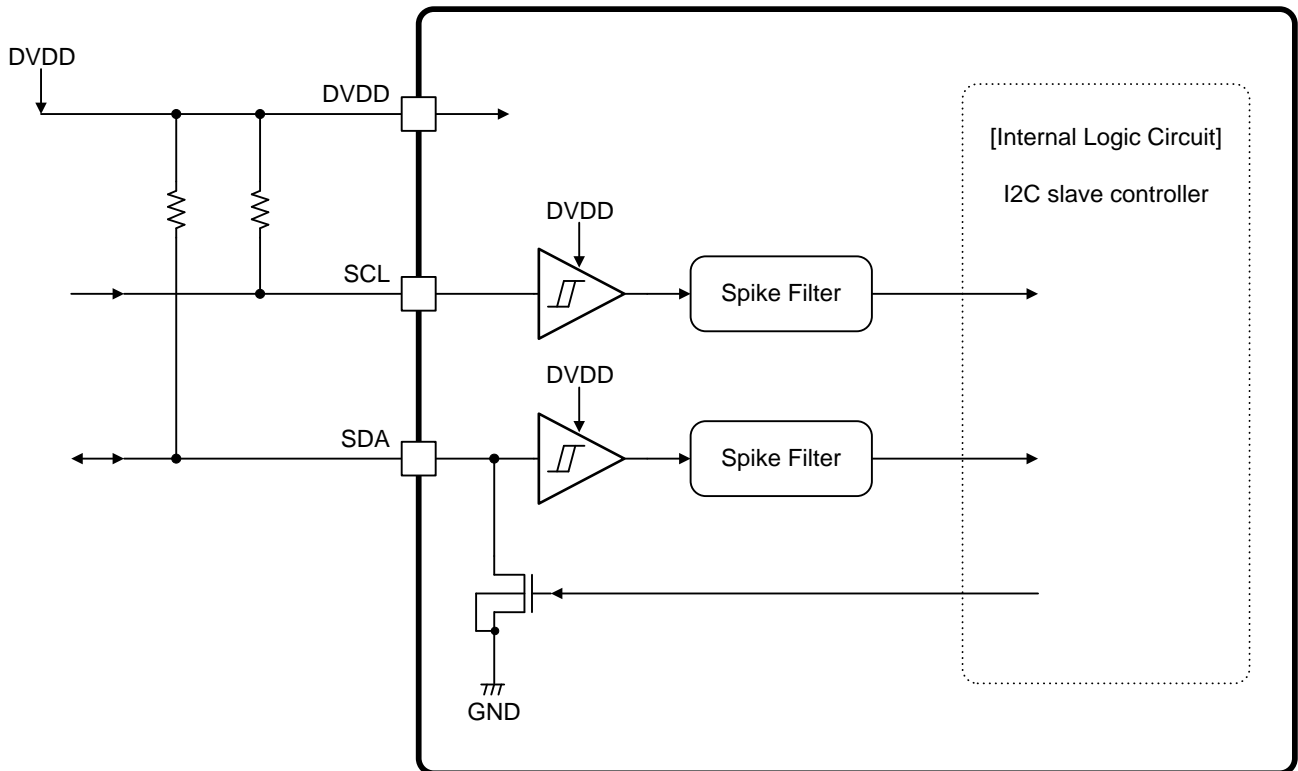 DVDD
DVDD
[Internal Logic Circuit]
I2C slave controller
DVDD
SCL
Spike Filter
DVDD
SDA
Spike Filter
GND